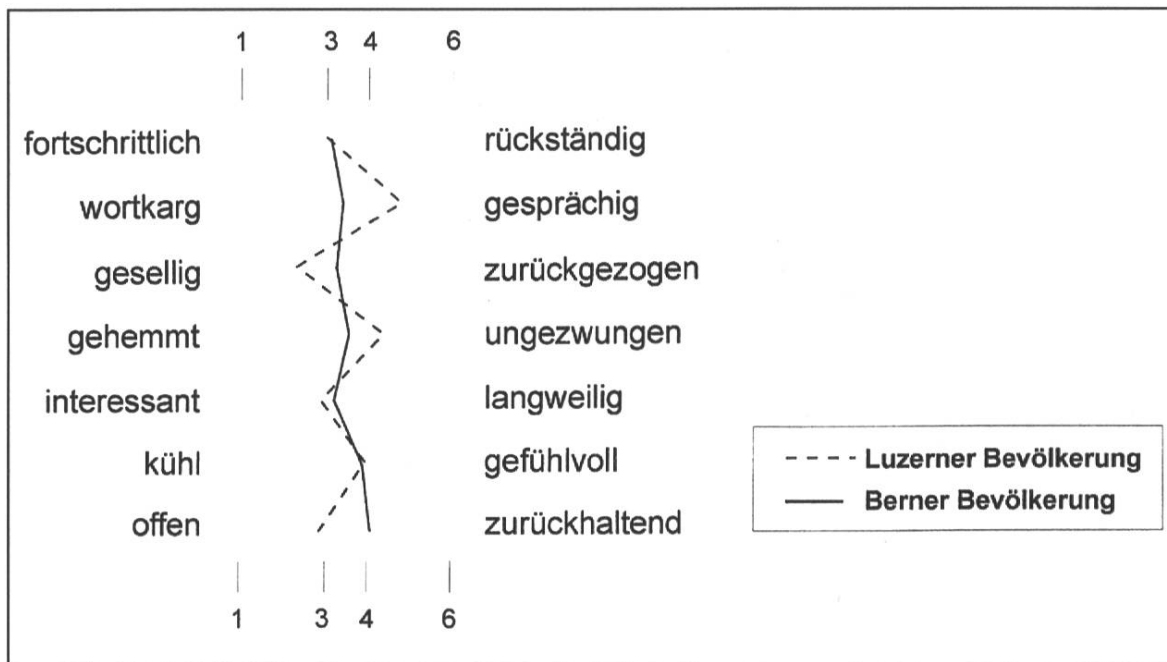 1 3 4 6
fortschrittlich rückständig
wortkarg gesprächig
gesellig zurückgezogen
gehemmt ungezwungen
interessant langweilig
kühl gefühlvoll
offen zurückhaltend
Luzerner Bevölkerung
Berner Bevölkerung
1 3 4 6